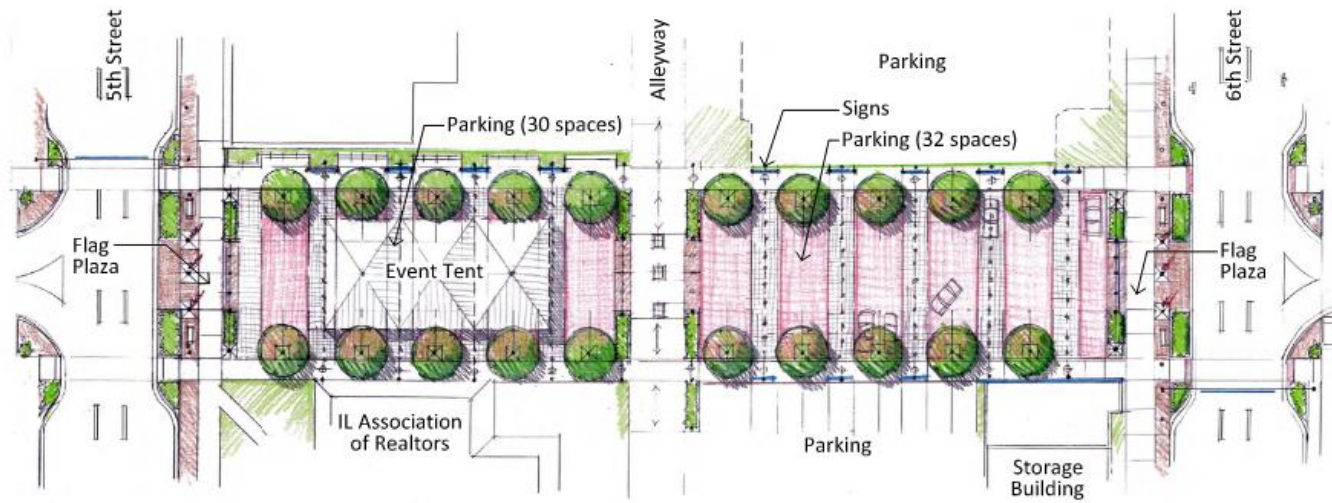 5th Street
Alleyway
Parking
6th Street
Signs
Parking (30 spaces)
Parking (32 spaces)
Flag
Plaza
Event Tent
Flag
Plaza
IL Association
of Realtors
Parking
Storage
Building